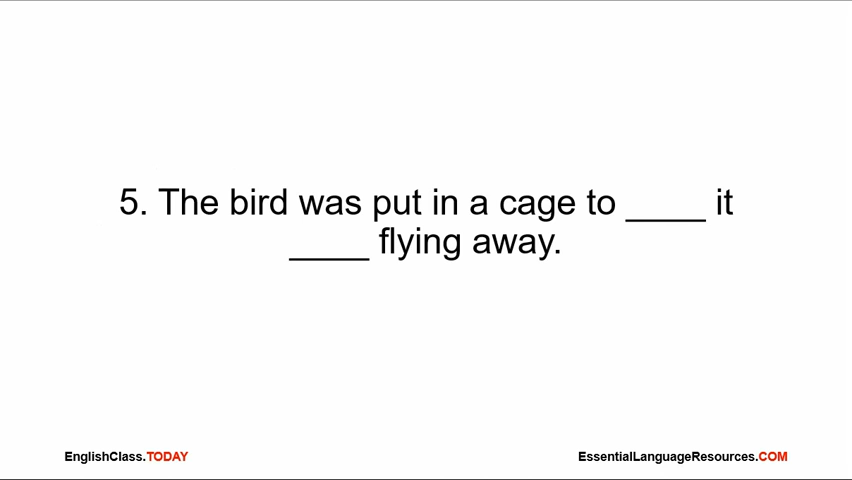 5. The bird was put in a cage to ____ it
____ flying away.
EnglishClass.TODAY
EssentialLanguageResources.COM